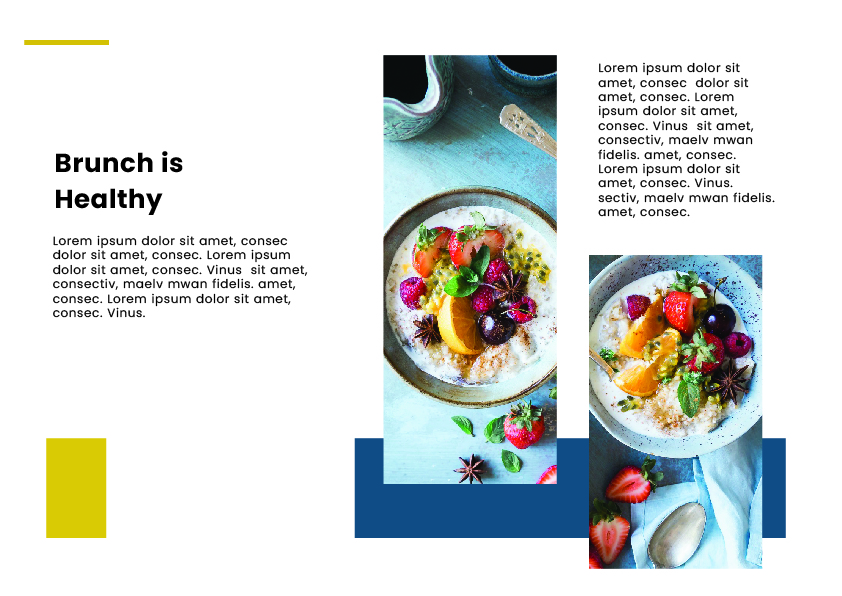 Brunch is
Healthy
Lorem ipsum dolor sit amet, consec
dolor sit amet, consec. Lorem ipsum
dolor sit amet, consec. Vinus  sit amet,
consectiv, maelv mwan fidelis. amet,
consec. Lorem ipsum dolor sit amet,
consec. Vinus.
Lorem ipsum dolor sit
amet, consec  dolor sit
amet, consec. Lorem
ipsum dolor sit amet,
consec. Vinus  sit amet,
consectiv, maelv mwan
fidelis. amet, consec.
Lorem ipsum dolor sit
amet, consec. Vinus.
sectiv, maelv mwan fidelis.
amet, consec.